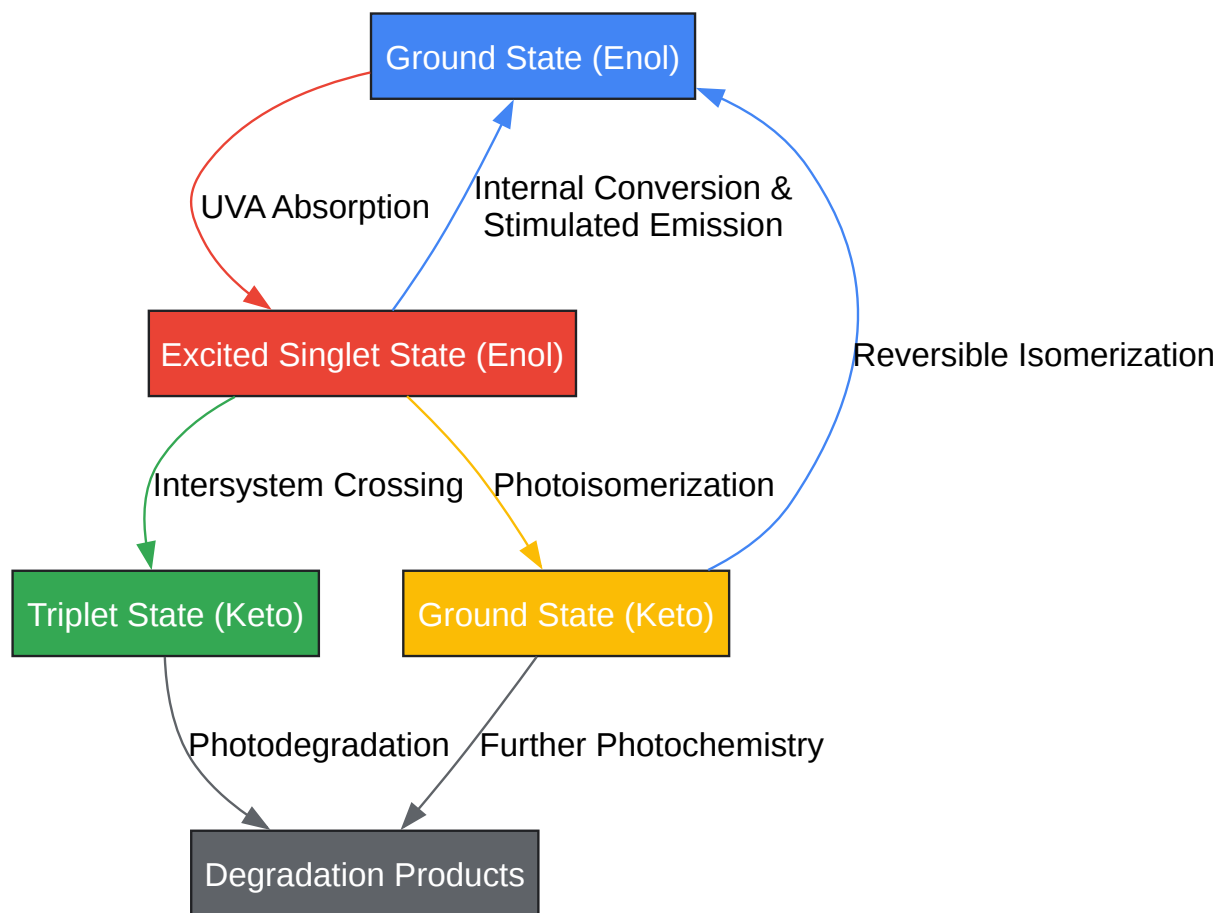 Ground State (Enol)
Internal Conversion &
Stimulated Emission
UVA Absorption
Excited Singlet State (Enol)
Reversible Isomerization
Intersystem Crossing
Photoisomerization
Triplet State (Keto)
Ground State (Keto)
Photodegradation
Further Photochemistry
Degradation Products